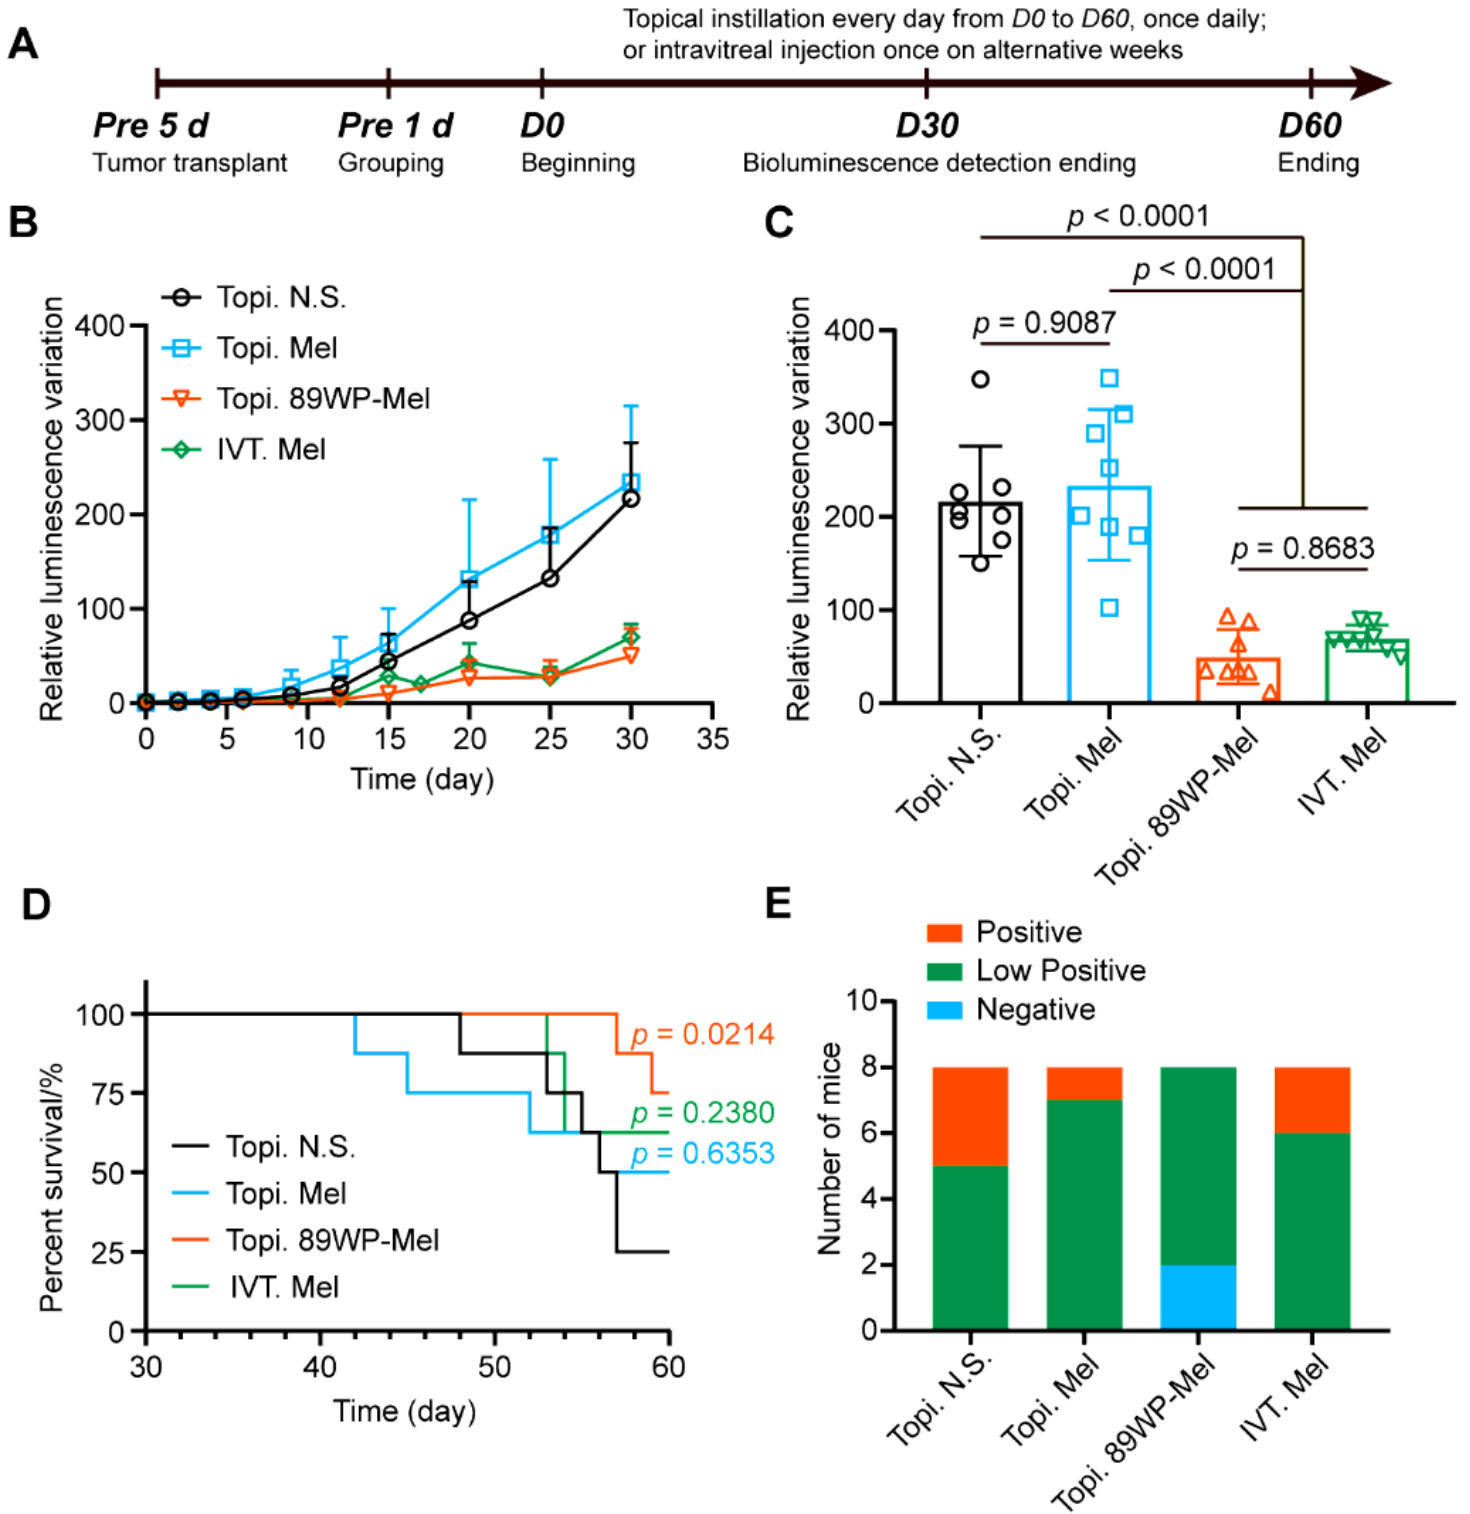 A
Topical instillation every day from D0 to D60, once daily;
or intravitreal injection once on alternative weeks
Pre 5 d
Pre 1 d
D0
D30
D60
Tumor transplant
Grouping
Beginning
Bioluminescence detection ending
Ending
B
Topi. N.S.
Topi. Mel
Topi. 89WP-Mel
IVT. Mel
Relative luminescence variation
400
300
200
100
0
0
5
10
15
20
25
30
35
Time (day)
C
p < 0.0001
p < 0.0001
p = 0.9087
p = 0.8683
Relative luminescence variation
400
300
200
100
0
Topi. N.S.
Topi. Mel
Topi. 89WP-Mel
IVT. Mel
D
Percent survival/%
100
75
50
25
0
p = 0.0214
p = 0.2380
p = 0.6353
Topi. N.S.
Topi. Mel
Topi. 89WP-Mel
IVT. Mel
30
40
50
60
Time (day)
E
Positive
Low Positive
Negative
Number of mice
10
8
6
4
2
0
Topi. N.S.
Topi. Mel
Topi. 89WP-Mel
IVT. Mel